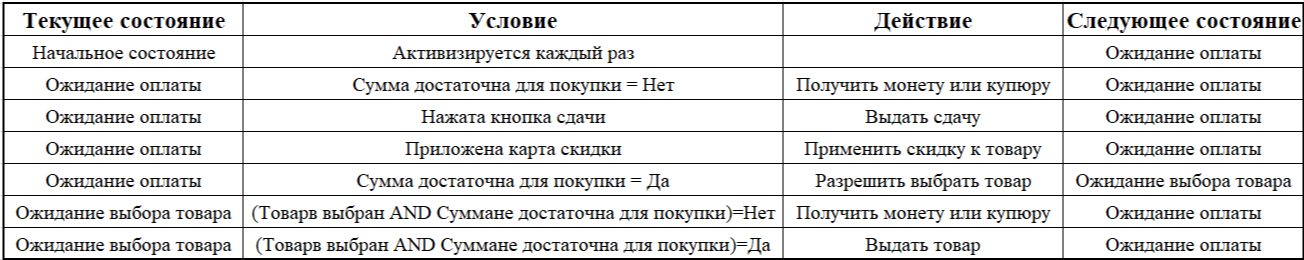 Текущее состояние Условие Действие Следующее состояние
Начальное состояние Активизируется каждый раз Ожидание оплаты
Ожидание оплаты Сумма достаточна для покупки = Нет Получить монету или купюру Ожидание оплаты
Ожидание оплаты Нажата кнопка сдачи Выдать сдачу Ожидание оплаты
Ожидание оплаты Приложена карта скидки Применить скидку к товару Ожидание оплаты
Ожидание оплаты Сумма достаточна для покупки = Да Разрешить выбрать товар Ожидание выбора товара
Ожидание выбора товара (Товарв выбран AND Суммане достаточна для покупки)=Нет Получить монету или купюру Ожидание оплаты
Ожидание выбора товара (Товарв выбран AND Суммане достаточна для покупки)=Да Выдать товар Ожидание оплаты